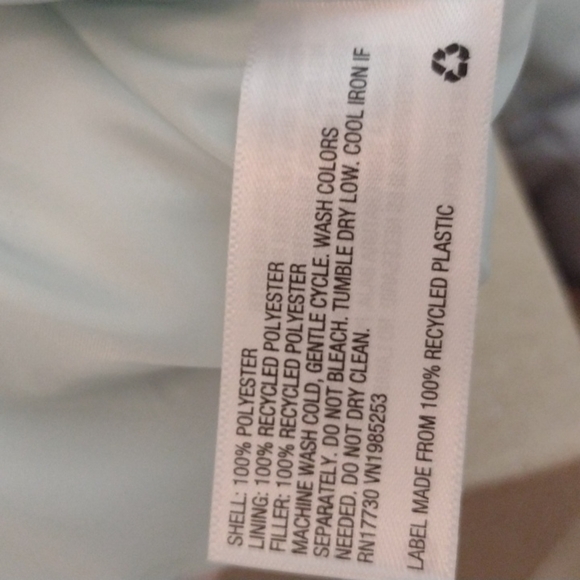 SHELL: 100% POLYESTER
LINING: 100% RECYCLED POLYESTER
FILLER: 100% RECYCLED POLYESTER
MACHINE WASH COLD, GENTLE CYCLE. WASH COLORS
SEPARATELY. DO NOT BLEACH. TUMBLE DRY LOW. COOL IRON IF
NEEDED. DO NOT DRY CLEAN.
RN17730 VN1985253
LABEL MADE FROM 100% RECYCLED PLASTIC